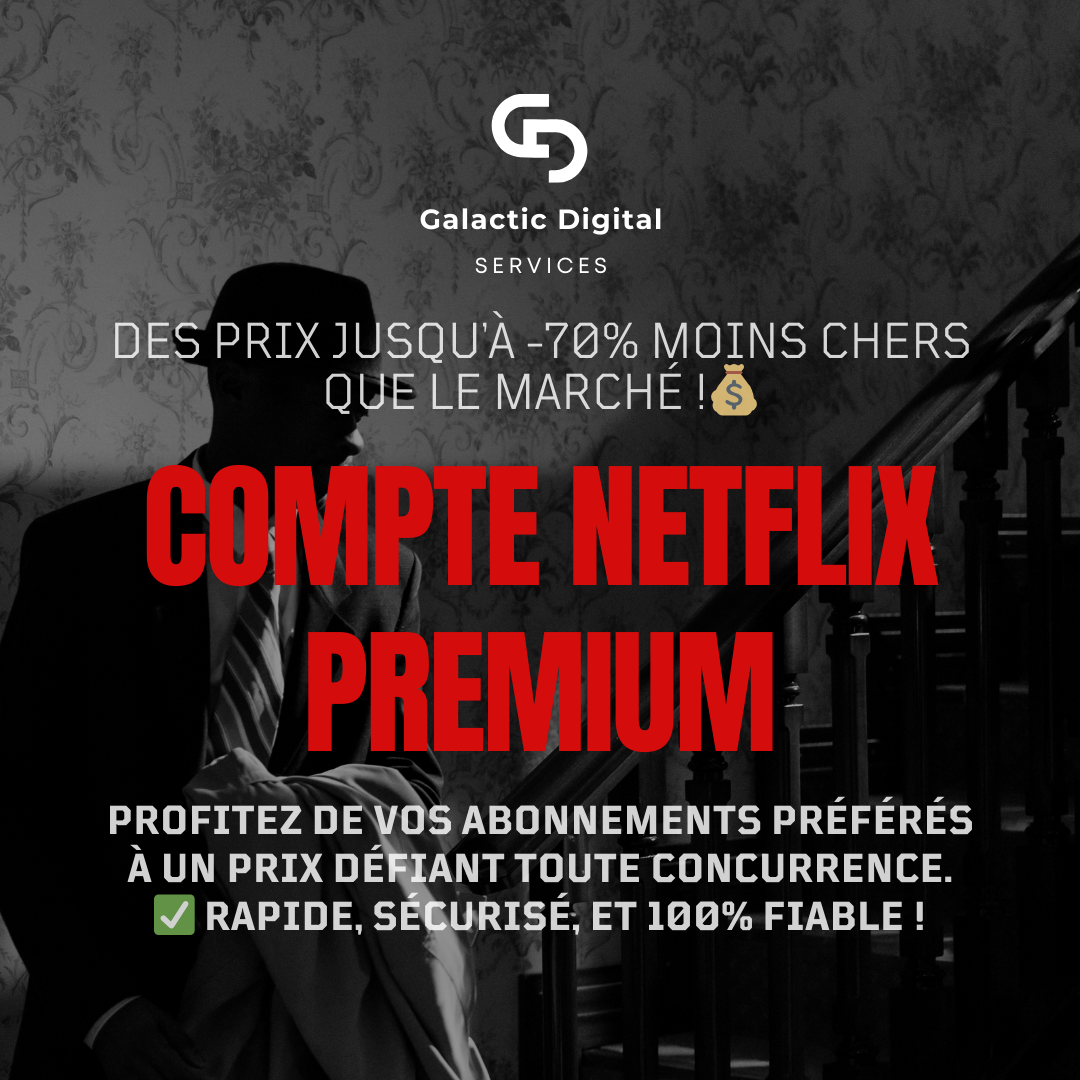 Galactic Digital
SERVICES
DES PRIX JUSQU'À -70% MOINS CHERS
QUE LE MARCHÉ !💰
COMPTE NETFLIX
PREMIUM
PROFITEZ DE VOS ABONNEMENTS PRÉFÉRÉS
À UN PRIX DÉFIANT TOUTE CONCURRENCE.
✅ RAPIDE, SÉCURISÉ, ET 100% FIABLE !